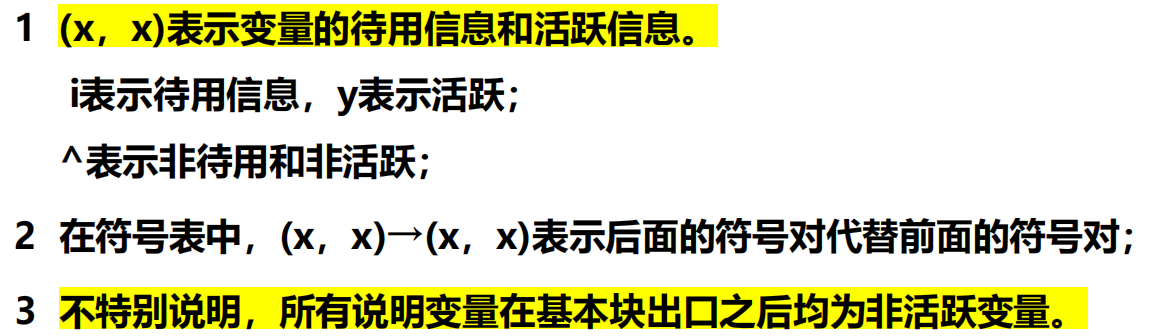 1 (x，x)表示变量的待用信息和活跃信息。
i表示待用信息，y表示活跃；
^表示非待用和非活跃；
2 在符号表中，(x，x)→(x，x)表示后面的符号对代替前面的符号对；
3 不特别说明，所有说明变量在基本块出口之后均为非活跃变量。